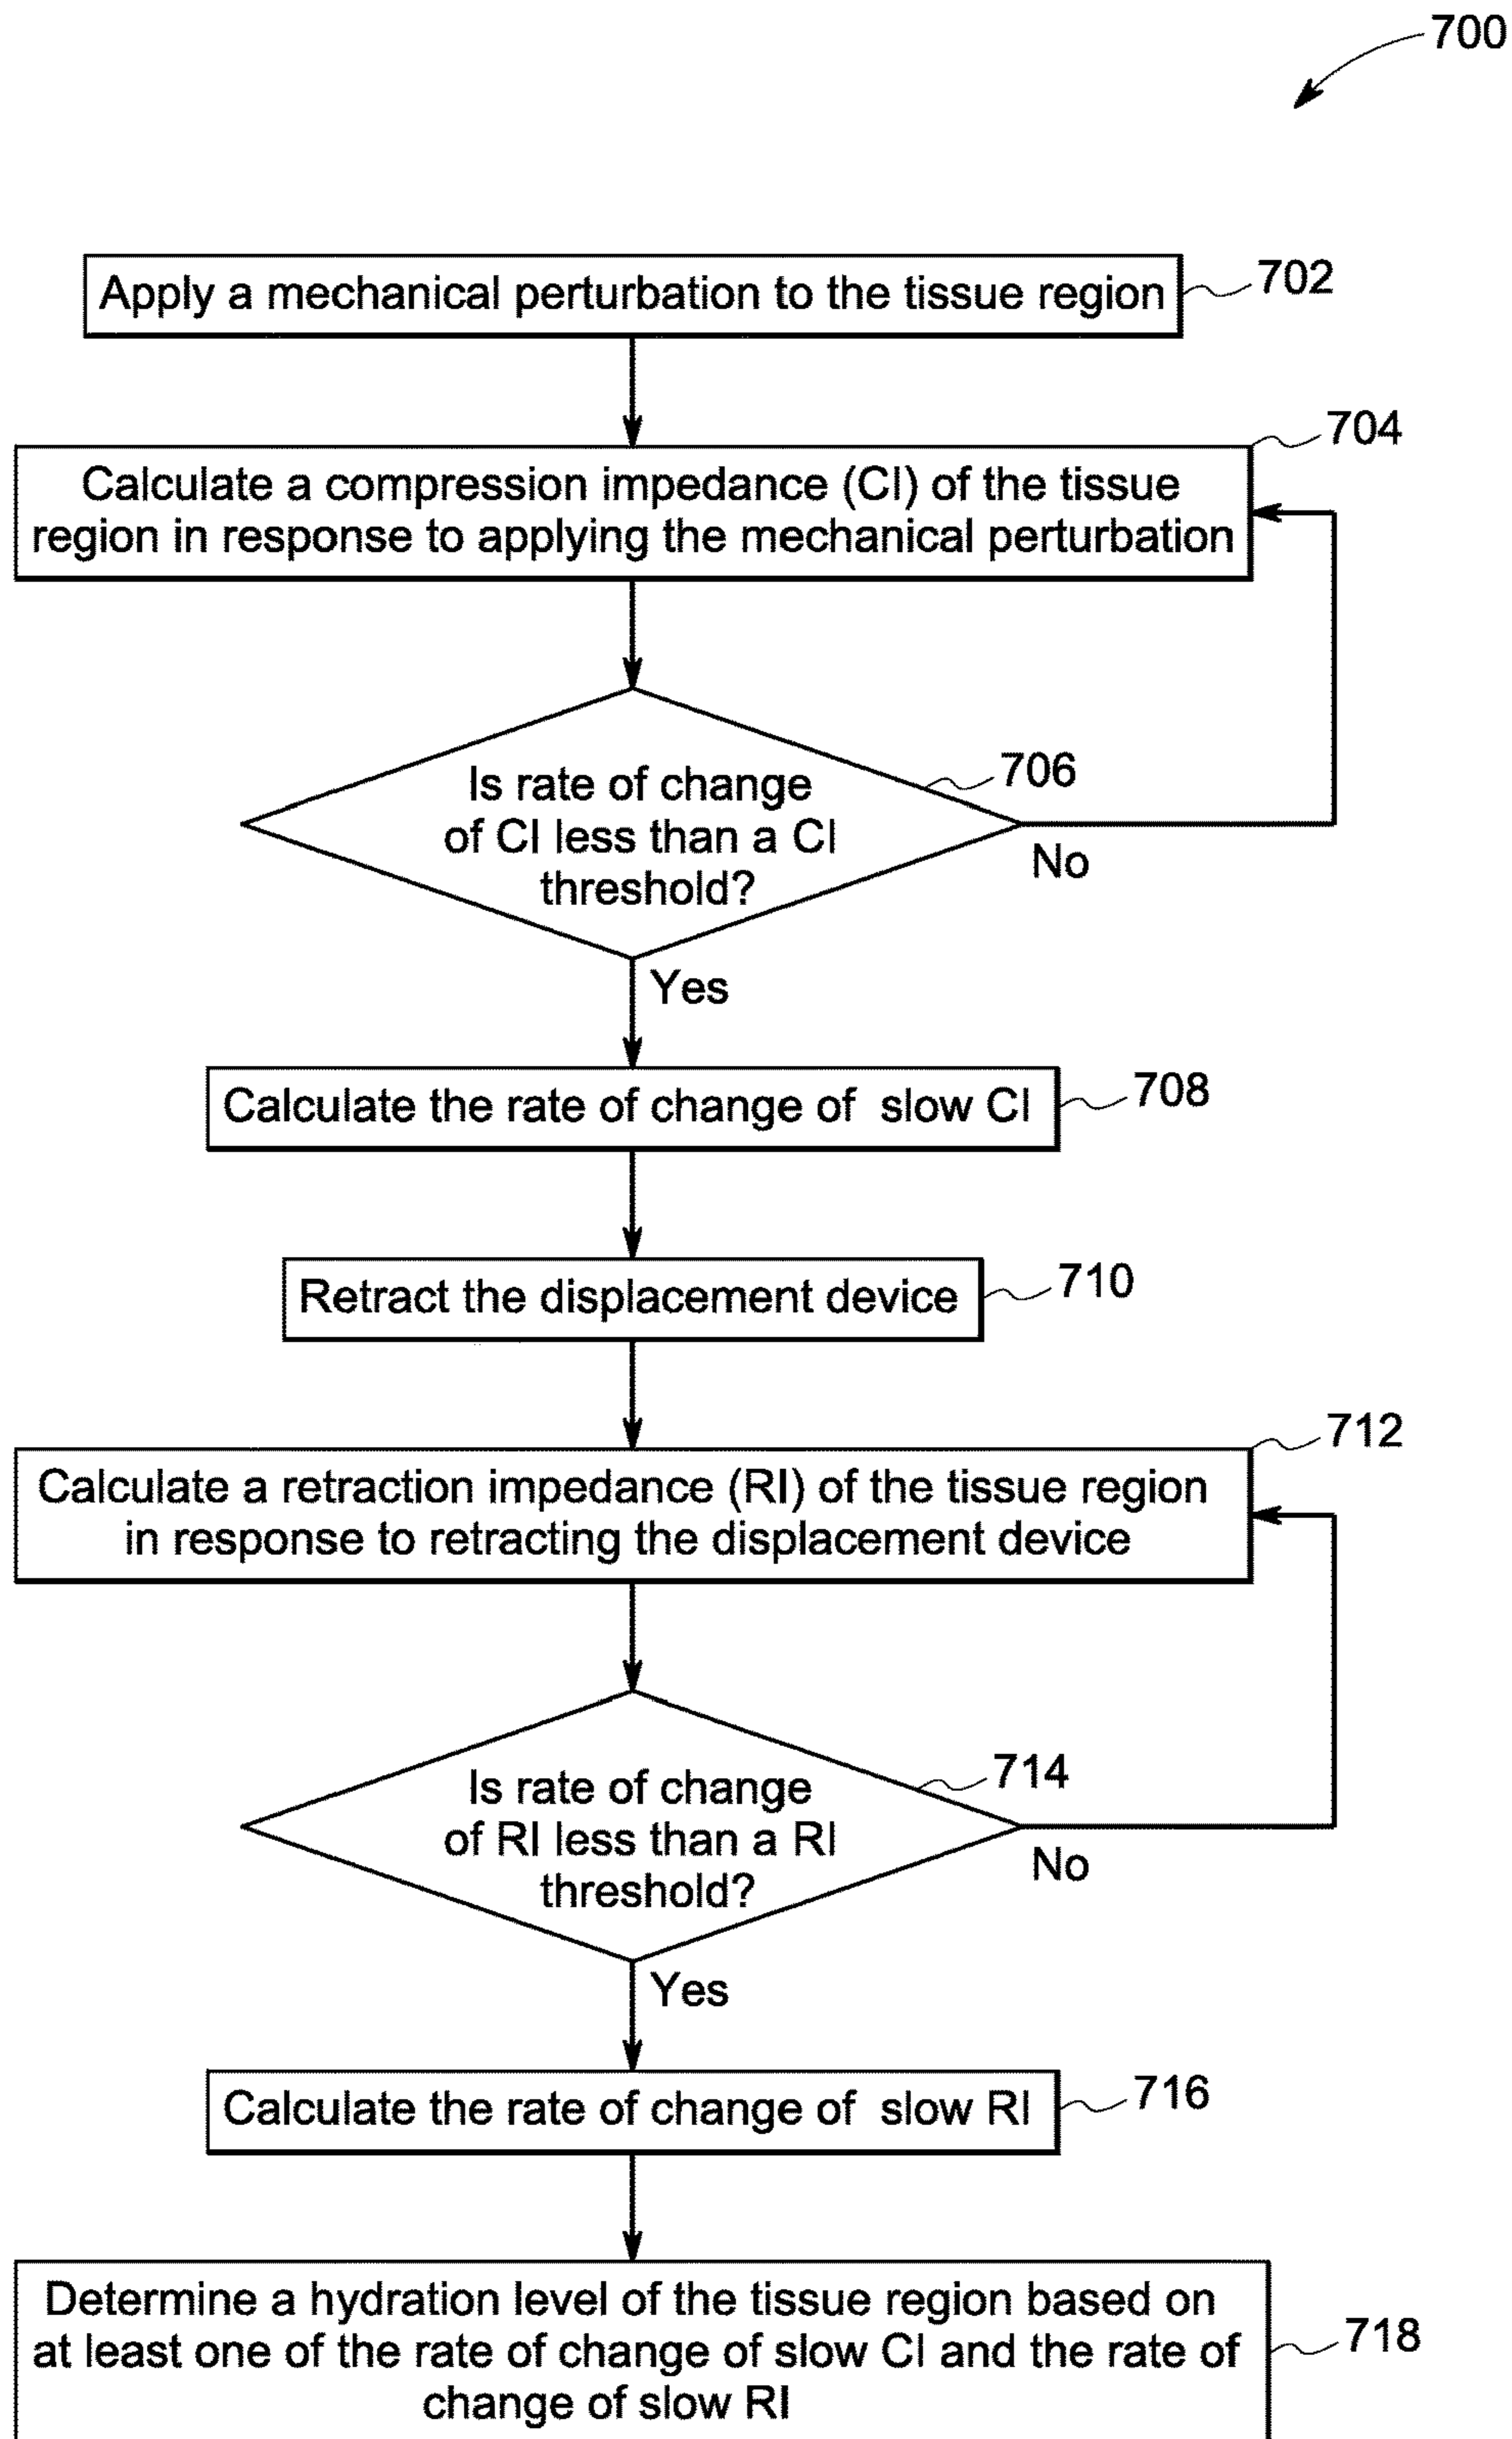 700
Apply a mechanical perturbation to the tissue region
702
704
Calculate a compression impedance (CI) of the tissue
region in response to applying the mechanical perturbation
706
Is rate of change
of CI less than a CI
threshold?
No
Yes
Calculate the rate of change of slow CI
708
Retract the displacement device
710
712
Calculate a retraction impedance (RI) of the tissue region
in response to retracting the displacement device
714
Is rate of change
of RI less than a RI
threshold?
No
Yes
Calculate the rate of change of slow RI
716
Determine a hydration level of the tissue region based on
at least one of the rate of change of slow CI and the rate of
change of slow RI
718